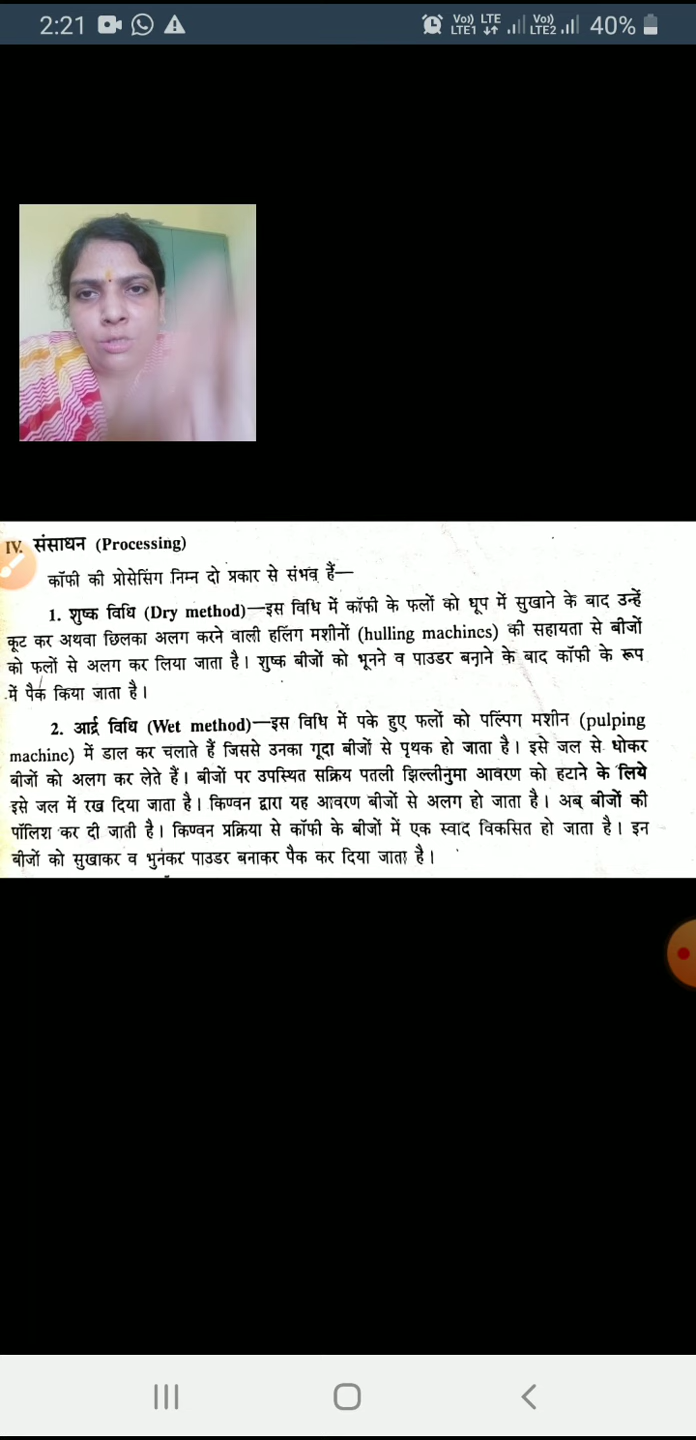 2:21
Vo)) LTE
LTE1
Vo))
LTE2
40%
IV. संसाधन (Processing)
कॉफी की प्रोसेसिंग निम्न दो प्रकार से संभव हैं—
1. शुष्क विधि (Dry method)—इस विधि में कॉफी के फलों को धूप में सुखाने के बाद उन्हें
कूट कर अथवा छिलका अलग करने वाली हलिंग मशीनों (hulling machines) की सहायता से बीजों
को फलों से अलग कर लिया जाता है। शुष्क बीजों को भूनने व पाउडर बनाने के बाद कॉफी के रूप
में पैक किया जाता है।
2. आर्द्र विधि (Wet method)—इस विधि में पके हुए फलों को पल्पिंग मशीन (pulping
machine) में डाल कर चलाते हैं जिससे उनका गूदा बीजों से पृथक हो जाता है। इसे जल से धोकर
बीजों को अलग कर लेते हैं। बीजों पर उपस्थित सक्रिय पतली झिल्लीनुमा आवरण को हटाने के लिये
इसे जल में रख दिया जाता है। किण्वन द्वारा यह आवरण बीजों से अलग हो जाता है। अब बीजों की
पॉलिश कर दी जाती है। किण्वन प्रक्रिया से कॉफी के बीजों में एक स्वाद विकसित हो जाता है। इन
बीजों को सुखाकर व भुनकर पाउडर बनाकर पैक कर दिया जाता है।